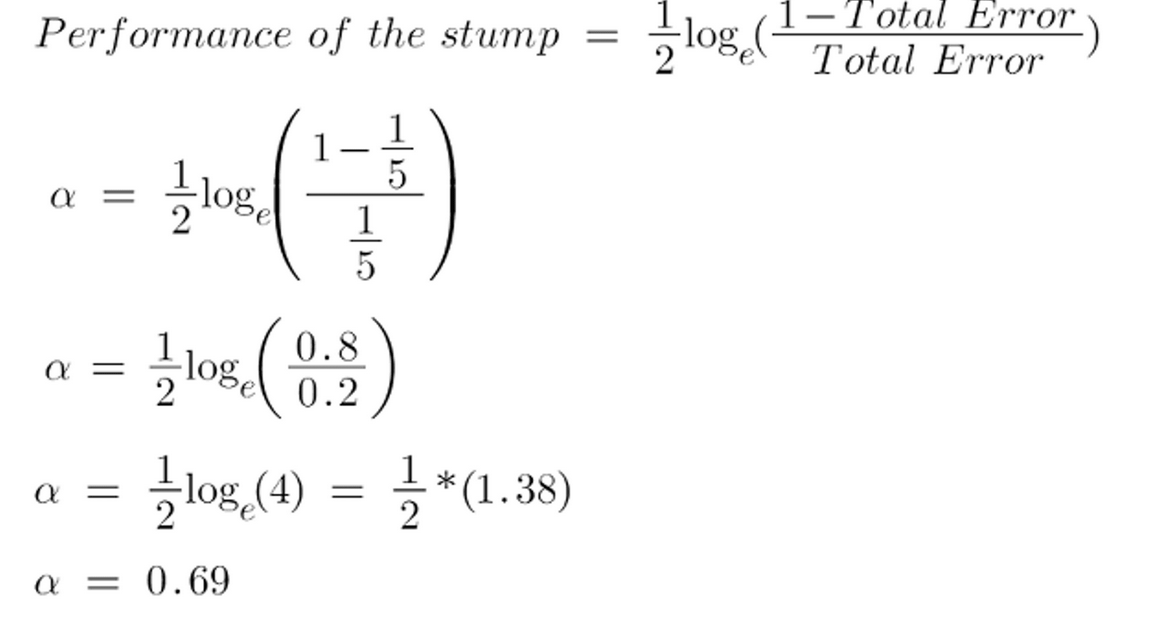 Performance of the stump = 1/2 log_e(1 − Total Error / Total Error)
α = 1/2 log_e((1 − 1/5) / (1/5))
α = 1/2 log_e(0.8/0.2)
α = 1/2 log_e(4) = 1/2 * (1.38)
α = 0.69